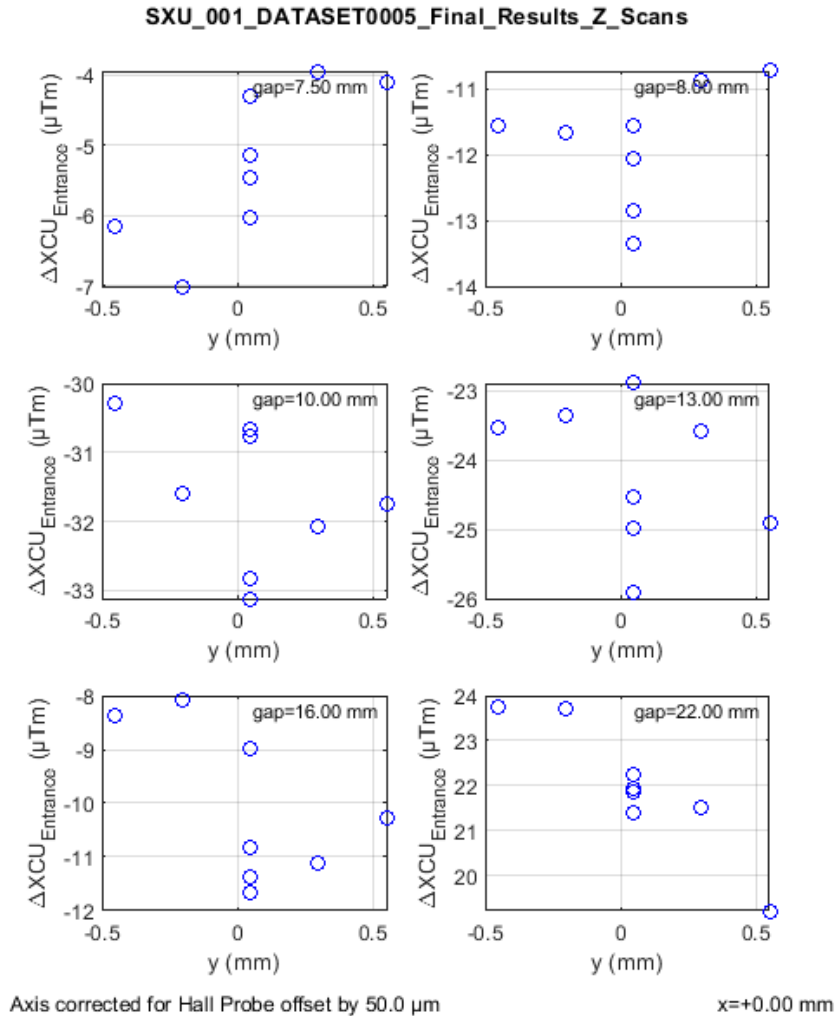 SXU_001_DATASET0005_Final_Results_Z_Scans
gap=7.50 mm
-4
-5
-6
-7
-0.5 0 0.5
y (mm)
ΔXCU_Entrance (μTm)
gap=8.00 mm
-11
-12
-13
-14
-0.5 0 0.5
y (mm)
ΔXCU_Entrance (μTm)
gap=10.00 mm
-30
-31
-32
-33
-0.5 0 0.5
y (mm)
ΔXCU_Entrance (μTm)
gap=13.00 mm
-23
-24
-25
-26
-0.5 0 0.5
y (mm)
ΔXCU_Entrance (μTm)
gap=16.00 mm
-8
-9
-10
-11
-12
-0.5 0 0.5
y (mm)
ΔXCU_Entrance (μTm)
gap=22.00 mm
24
23
22
21
20
-0.5 0 0.5
y (mm)
ΔXCU_Entrance (μTm)
Axis corrected for Hall Probe offset by 50.0 μm
x=+0.00 mm